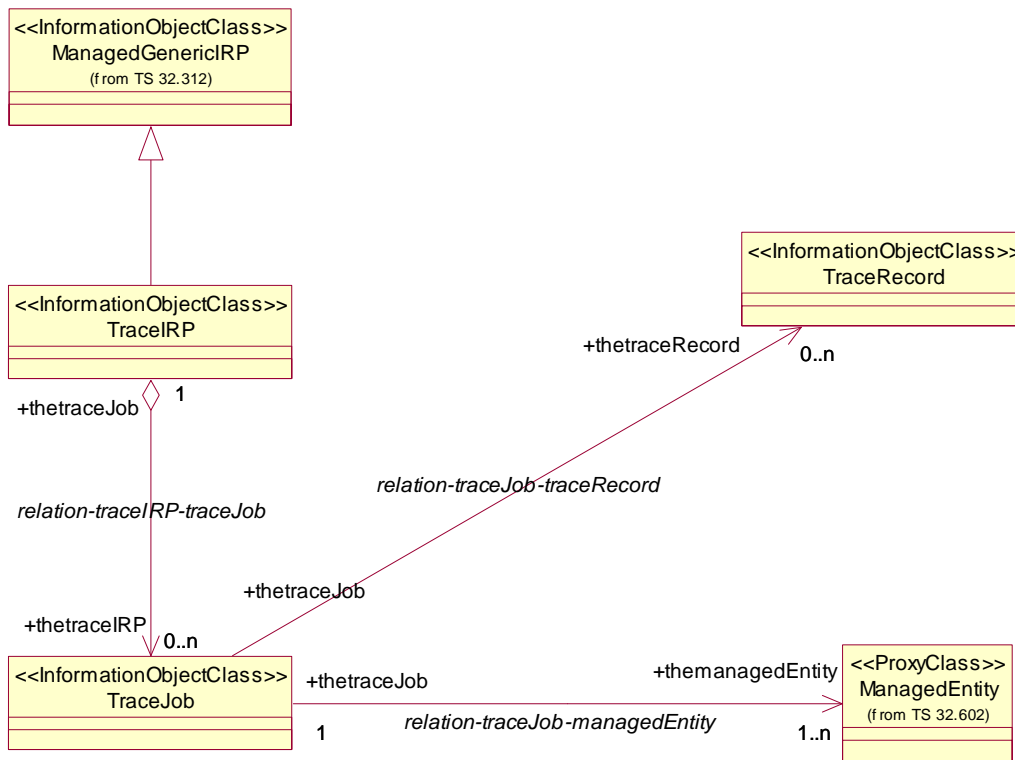 <<InformationObjectClass>>
ManagedGenericIRP
(from TS 32.312)
<<InformationObjectClass>>
TraceRecord
<<InformationObjectClass>>
TraceIRP
+thetraceRecord
0..n
1
+thetraceJob
relation-traceJob-traceRecord
relation-traceIRP-traceJob
+thetraceJob
+thetraceIRP
0..n
<<InformationObjectClass>>
TraceJob
+thetraceJob
+themanagedEntity
<<ProxyClass>>
ManagedEntity
(from TS 32.602)
relation-traceJob-managedEntity
1
1..n